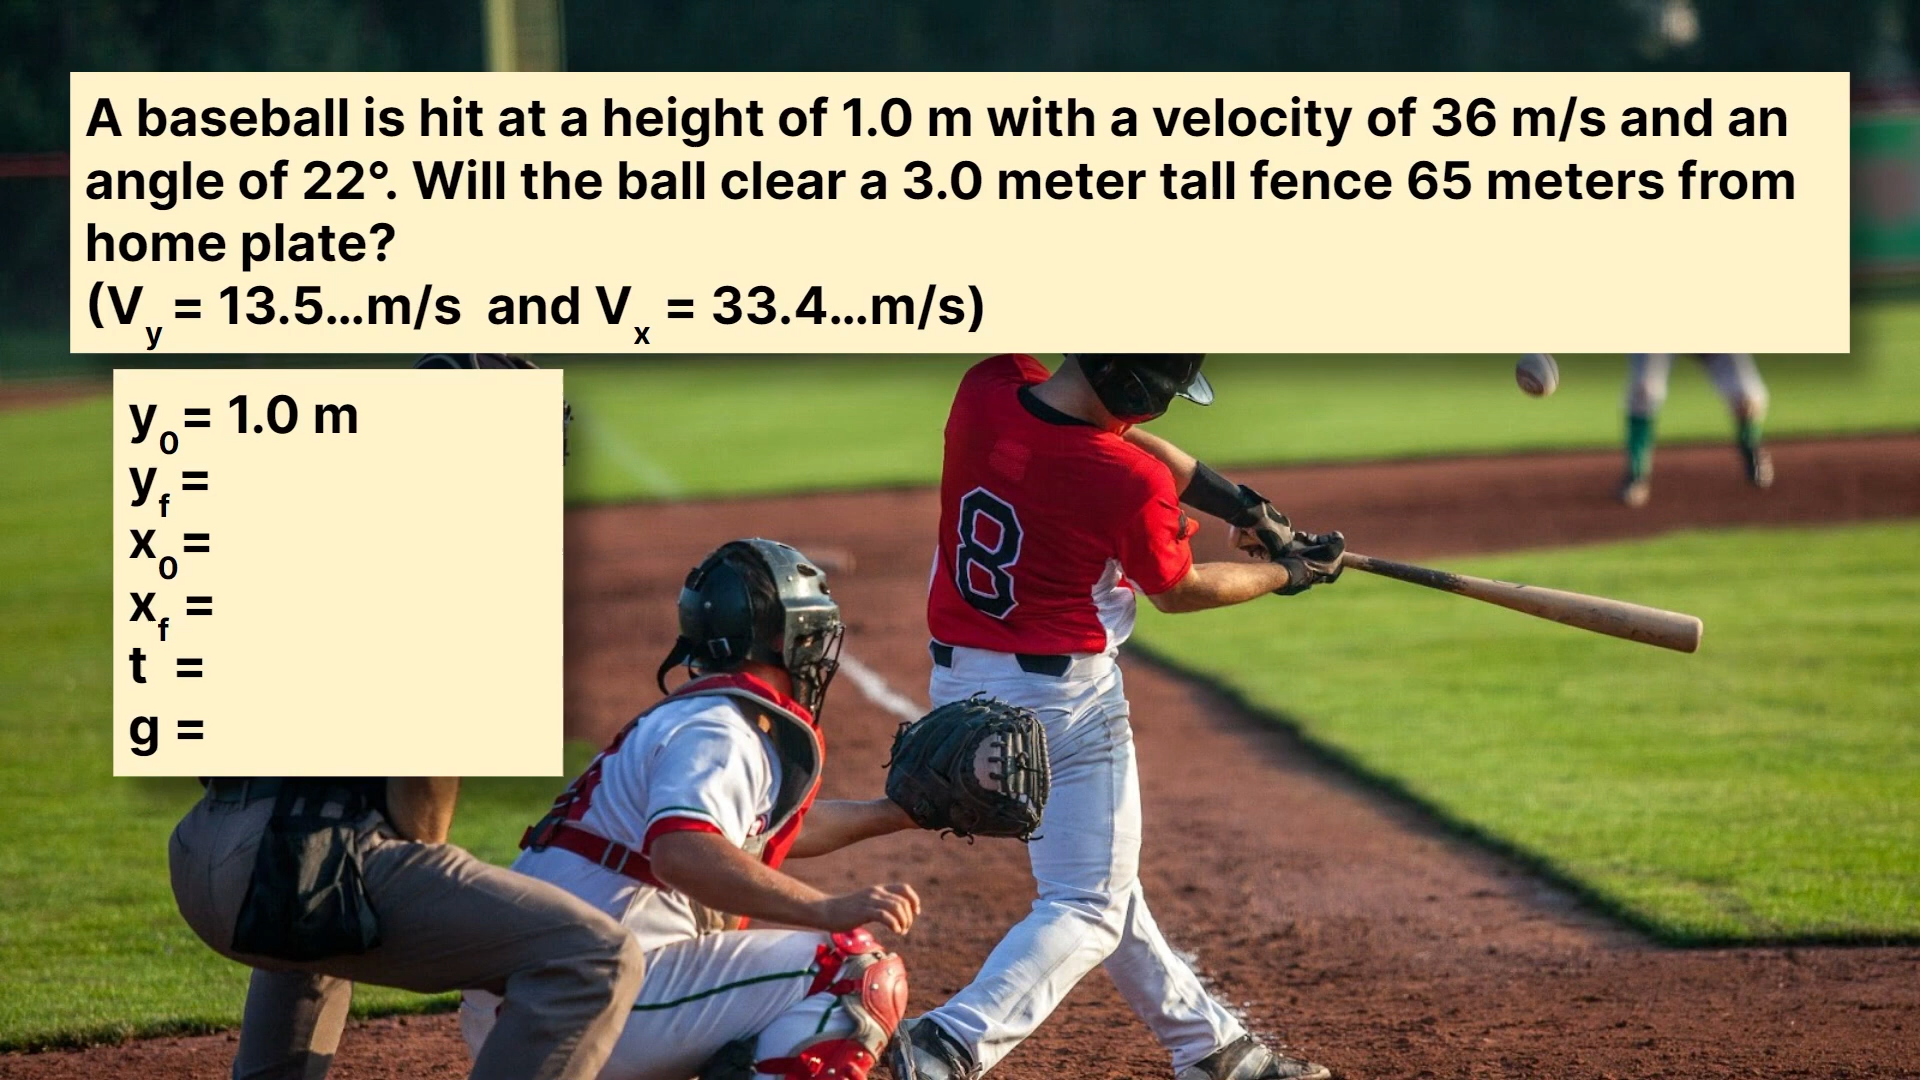 A baseball is hit at a height of 1.0 m with a velocity of 36 m/s and an
angle of 22°. Will the ball clear a 3.0 meter tall fence 65 meters from
home plate?
(Vy = 13.5...m/s and Vx = 33.4...m/s)
y0= 1.0 m
yf =
x0=
xf =
t =
g =
8